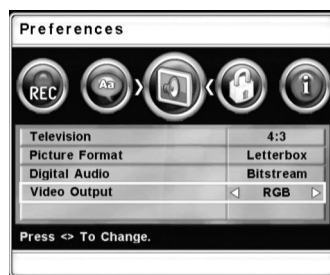 Preferences
REC
Aa
i
Television 4:3
Picture Format Letterbox
Digital Audio Bitstream
Video Output RGB
Press <> To Change.